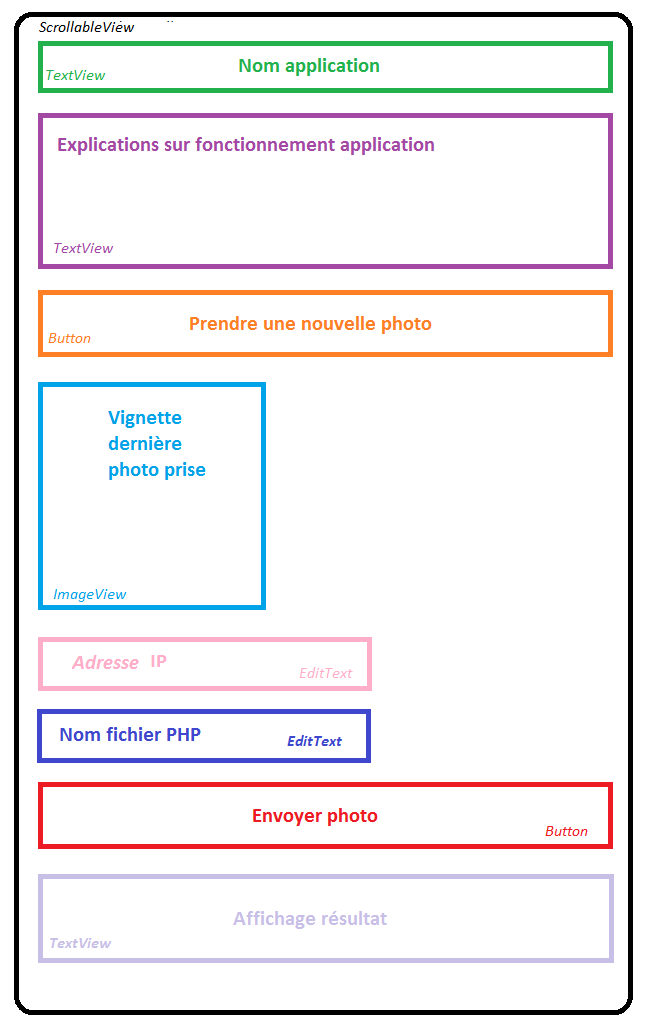 ScrollableView
Nom application
TextView
Explications sur fonctionnement application
TextView
Prendre une nouvelle photo
Button
Vignette
dernière
photo prise
ImageView
Adresse IP
EditText
Nom fichier PHP
EditText
Envoyer photo
Button
Affichage résultat
TextView